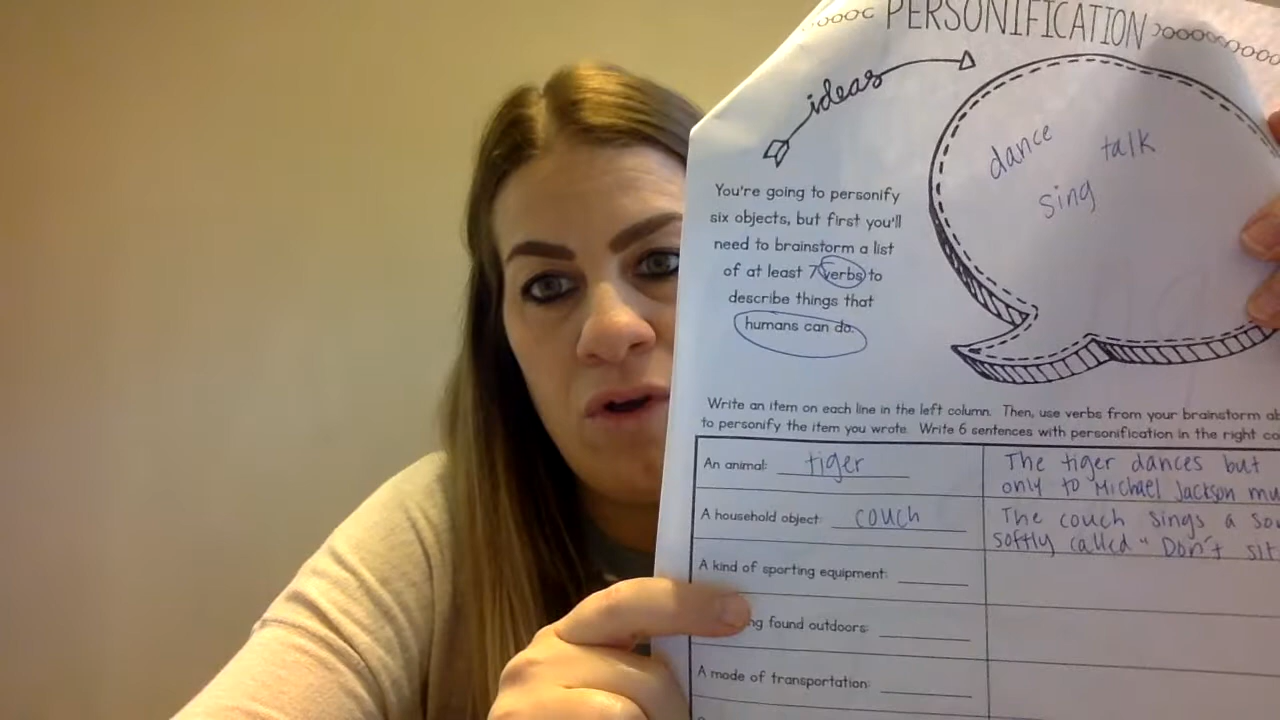 PERSONIFICATION
ideas
dance
talk
sing
You're going to personify
six objects, but first you'll
need to brainstorm a list
of at least 7 verbs to
describe things that
humans can do.
Write an item on each line in the left column. Then, use verbs from your brainstorm
to personify the item you wrote. Write 6 sentences with personification in the right
An animal: tiger
The tiger dances but
only to Michael Jackson
A household object: couch
The couch sings a
softly called "Don't sit
A kind of sporting equipment:
found outdoors:
A mode of transportation: